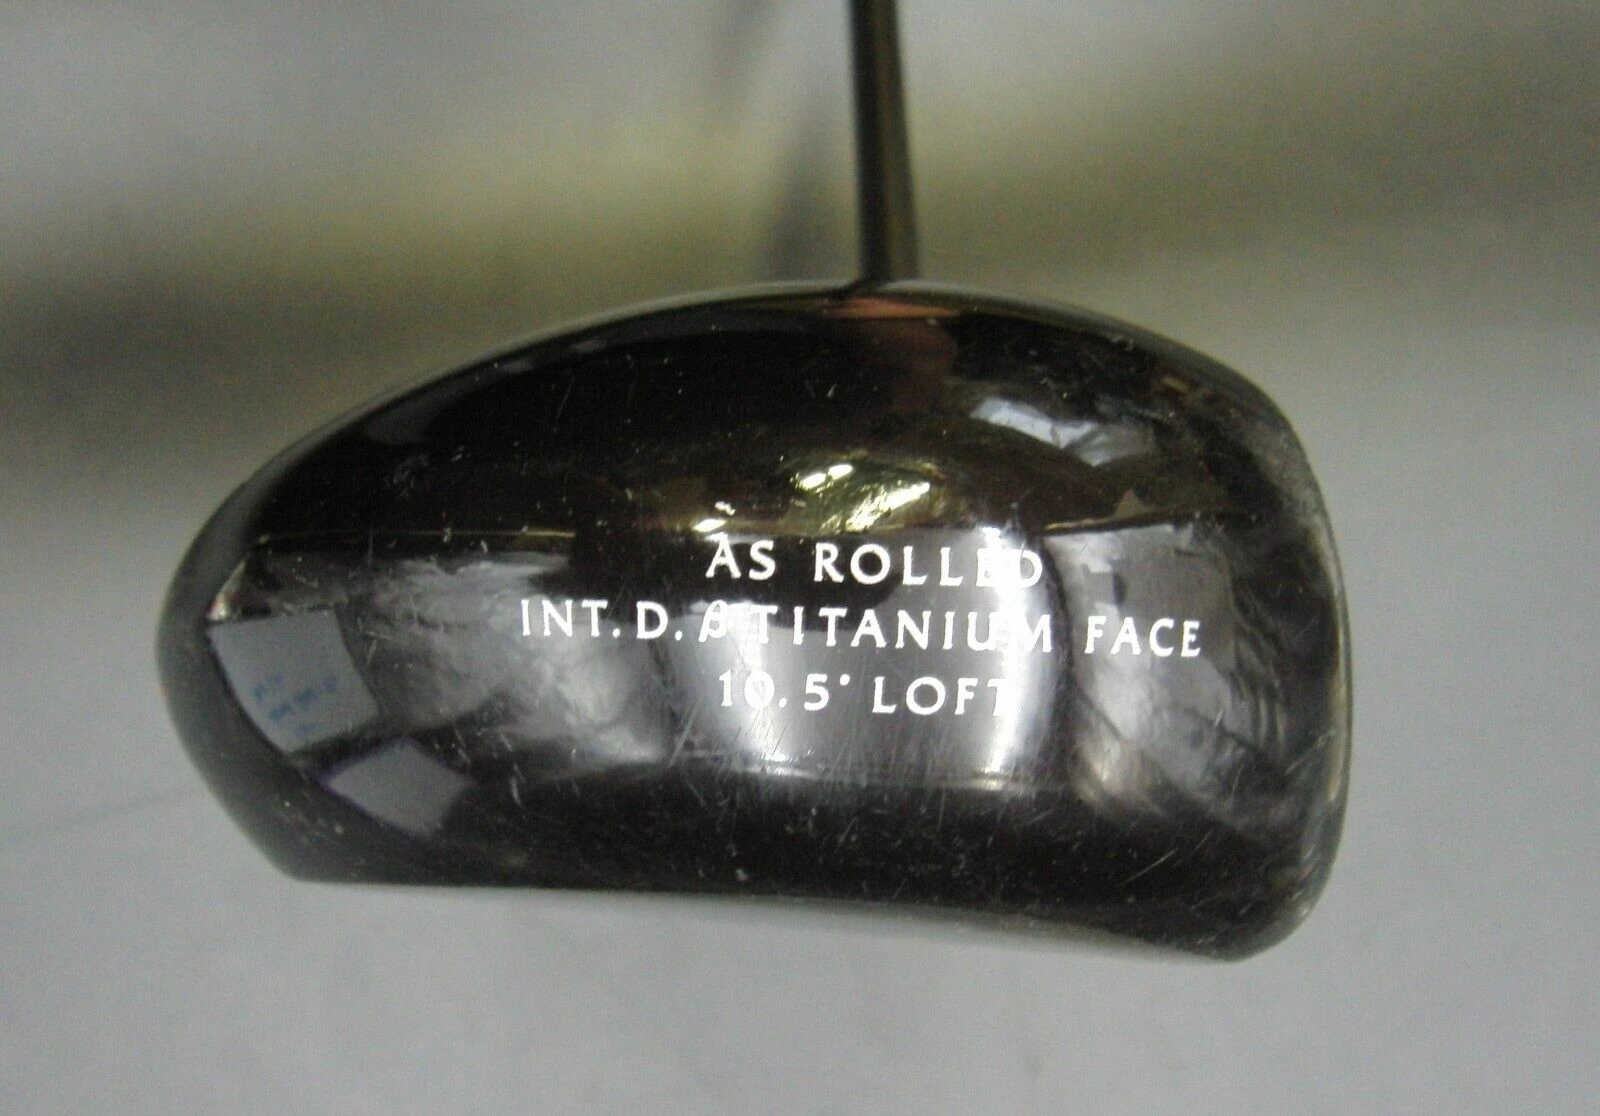 AS ROLLED
INT.D. β TITANIUM FACE
10.5° LOFT